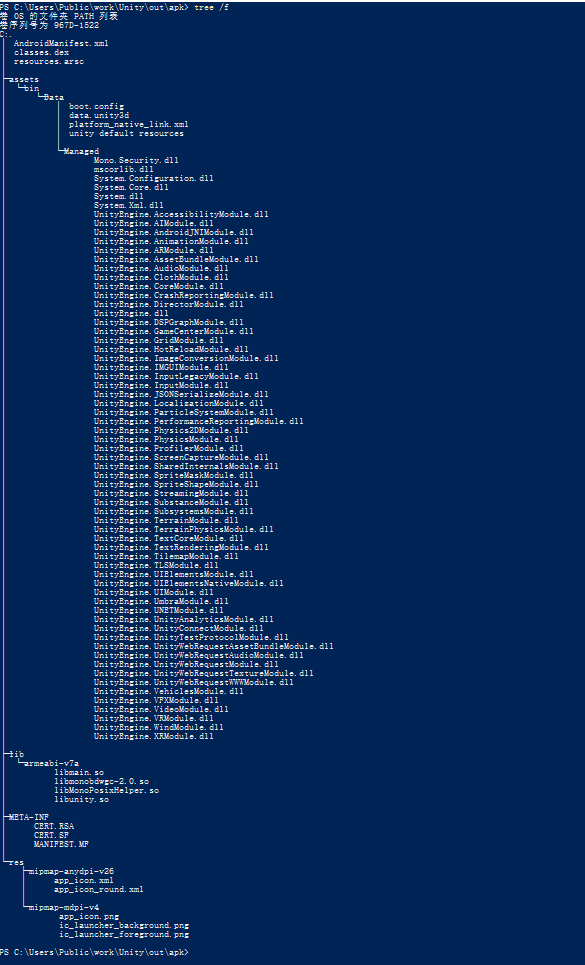 PS C:\Users\Public\work\Unity\out\apk> tree /f
卷 OS 的文件夹 PATH 列表
卷序列号为 967D-1522
C:.
│  AndroidManifest.xml
│  classes.dex
│  resources.arsc
│
├─assets
│  └─bin
│      └─Data
│          │  boot.config
│          │  data.unity3d
│          │  platform_native_link.xml
│          │  unity default resources
│          │
│          └─Managed
│                  Mono.Security.dll
│                  mscorlib.dll
│                  System.Configuration.dll
│                  System.Core.dll
│                  System.dll
│                  System.Xml.dll
│                  UnityEngine.AccessibilityModule.dll
│                  UnityEngine.AIModule.dll
│                  UnityEngine.AndroidJNIModule.dll
│                  UnityEngine.AnimationModule.dll
│                  UnityEngine.ARModule.dll
│                  UnityEngine.AssetBundleModule.dll
│                  UnityEngine.AudioModule.dll
│                  UnityEngine.ClothModule.dll
│                  UnityEngine.CoreModule.dll
│                  UnityEngine.CrashReportingModule.dll
│                  UnityEngine.DirectorModule.dll
│                  UnityEngine.dll
│                  UnityEngine.DSPGraphModule.dll
│                  UnityEngine.GameCenterModule.dll
│                  UnityEngine.GridModule.dll
│                  UnityEngine.HotReloadModule.dll
│                  UnityEngine.ImageConversionModule.dll
│                  UnityEngine.IMGUIModule.dll
│                  UnityEngine.InputLegacyModule.dll
│                  UnityEngine.InputModule.dll
│                  UnityEngine.JSONSerializeModule.dll
│                  UnityEngine.LocalizationModule.dll
│                  UnityEngine.ParticleSystemModule.dll
│                  UnityEngine.PerformanceReportingModule.dll
│                  UnityEngine.Physics2DModule.dll
│                  UnityEngine.PhysicsModule.dll
│                  UnityEngine.ProfilerModule.dll
│                  UnityEngine.ScreenCaptureModule.dll
│                  UnityEngine.SharedInternalsModule.dll
│                  UnityEngine.SpriteMaskModule.dll
│                  UnityEngine.SpriteShapeModule.dll
│                  UnityEngine.StreamingModule.dll
│                  UnityEngine.SubstanceModule.dll
│                  UnityEngine.SubsystemsModule.dll
│                  UnityEngine.TerrainModule.dll
│                  UnityEngine.TerrainPhysicsModule.dll
│                  UnityEngine.TextCoreModule.dll
│                  UnityEngine.TextRenderingModule.dll
│                  UnityEngine.TilemapModule.dll
│                  UnityEngine.TLSModule.dll
│                  UnityEngine.UIElementsModule.dll
│                  UnityEngine.UIElementsNativeModule.dll
│                  UnityEngine.UIModule.dll
│                  UnityEngine.UmbraModule.dll
│                  UnityEngine.UNETModule.dll
│                  UnityEngine.UnityAnalyticsModule.dll
│                  UnityEngine.UnityConnectModule.dll
│                  UnityEngine.UnityTestProtocolModule.dll
│                  UnityEngine.UnityWebRequestAssetBundleModule.dll
│                  UnityEngine.UnityWebRequestAudioModule.dll
│                  UnityEngine.UnityWebRequestModule.dll
│                  UnityEngine.UnityWebRequestTextureModule.dll
│                  UnityEngine.UnityWebRequestWWWModule.dll
│                  UnityEngine.VehiclesModule.dll
│                  UnityEngine.VFXModule.dll
│                  UnityEngine.VideoModule.dll
│                  UnityEngine.VRModule.dll
│                  UnityEngine.WindModule.dll
│                  UnityEngine.XRModule.dll
│
├─lib
│  └─armeabi-v7a
│          libmain.so
│          libmonobdwgc-2.0.so
│          libMonoPosixHelper.so
│          libunity.so
│
├─META-INF
│      CERT.RSA
│      CERT.SF
│      MANIFEST.MF
│
└─res
    ├─mipmap-anydpi-v26
    │      app_icon.xml
    │      app_icon_round.xml
    │
    └─mipmap-mdpi-v4
            app_icon.png
            ic_launcher_background.png
            ic_launcher_foreground.png

PS C:\Users\Public\work\Unity\out\apk>